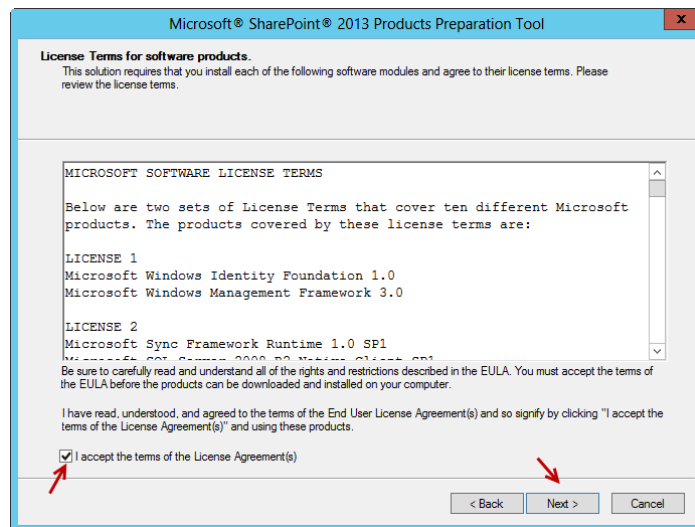 Microsoft® SharePoint® 2013 Products Preparation Tool
x
License Terms for software products.
This solution requires that you install each of the following software modules and agree to their license terms. Please
review the license terms.
MICROSOFT SOFTWARE LICENSE TERMS
Below are two sets of License Terms that cover ten different Microsoft
products. The products covered by these license terms are:
LICENSE 1
Microsoft Windows Identity Foundation 1.0
Microsoft Windows Management Framework 3.0
LICENSE 2
Microsoft Sync Framework Runtime 1.0 SP1
Microsoft SQL Server 2008 R2 Native Client SP1
Be sure to carefully read and understand all of the rights and restrictions described in the EULA. You must accept the terms of
the EULA before the products can be downloaded and installed on your computer.
I have read, understood, and agreed to the terms of the End User License Agreement(s) and so signify by clicking "I accept the
terms of the License Agreement(s)" and using these products.
I accept the terms of the License Agreement(s)
< Back Next > Cancel